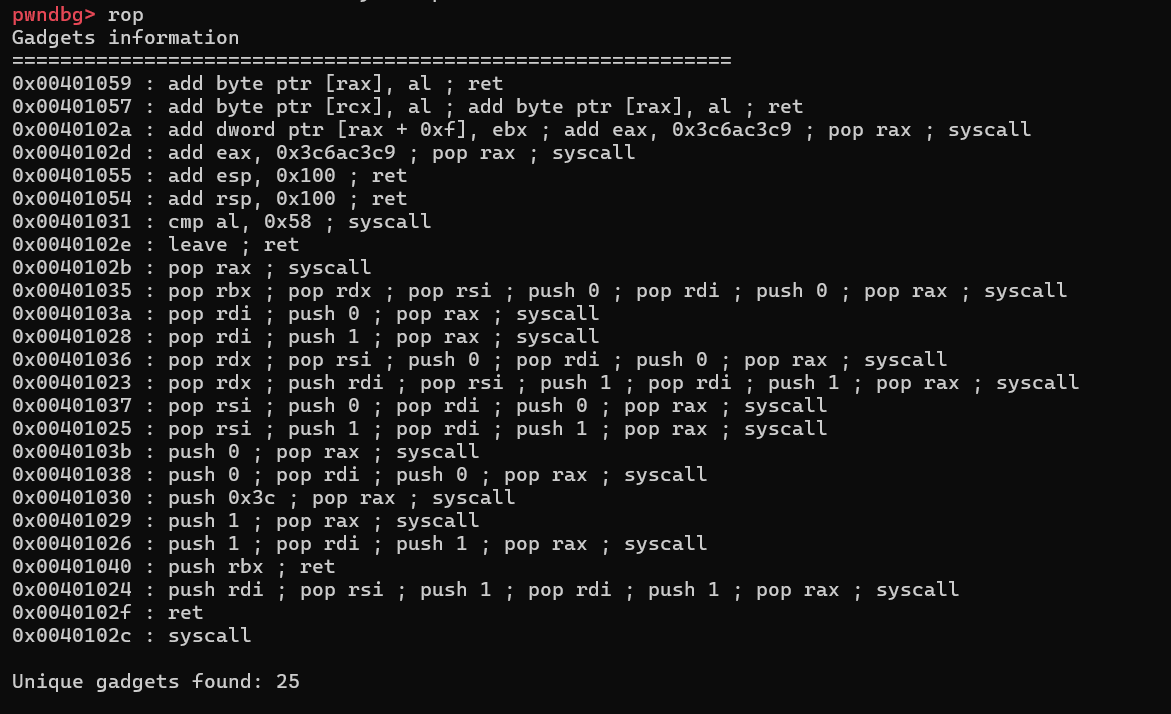 pwndbg> rop
Gadgets information
============================================================
0x00401059 : add byte ptr [rax], al ; ret
0x00401057 : add byte ptr [rcx], al ; add byte ptr [rax], al ; ret
0x0040102a : add dword ptr [rax + 0xf], ebx ; add eax, 0x3c6ac3c9 ; pop rax ; syscall
0x0040102d : add eax, 0x3c6ac3c9 ; pop rax ; syscall
0x00401055 : add esp, 0x100 ; ret
0x00401054 : add rsp, 0x100 ; ret
0x00401031 : cmp al, 0x58 ; syscall
0x0040102e : leave ; ret
0x0040102b : pop rax ; syscall
0x00401035 : pop rbx ; pop rdx ; pop rsi ; push 0 ; pop rdi ; push 0 ; pop rax ; syscall
0x0040103a : pop rdi ; push 0 ; pop rax ; syscall
0x00401028 : pop rdi ; push 1 ; pop rax ; syscall
0x00401036 : pop rdx ; pop rsi ; push 0 ; pop rdi ; push 0 ; pop rax ; syscall
0x00401023 : pop rdx ; push rdi ; pop rsi ; push 1 ; pop rdi ; push 1 ; pop rax ; syscall
0x00401037 : pop rsi ; push 0 ; pop rdi ; push 0 ; pop rax ; syscall
0x00401025 : pop rsi ; push 1 ; pop rdi ; push 1 ; pop rax ; syscall
0x0040103b : push 0 ; pop rax ; syscall
0x00401038 : push 0 ; pop rdi ; push 0 ; pop rax ; syscall
0x00401030 : push 0x3c ; pop rax ; syscall
0x00401029 : push 1 ; pop rax ; syscall
0x00401026 : push 1 ; pop rdi ; push 1 ; pop rax ; syscall
0x00401040 : push rbx ; ret
0x00401024 : push rdi ; pop rsi ; push 1 ; pop rdi ; push 1 ; pop rax ; syscall
0x0040102f : ret
0x0040102c : syscall
Unique gadgets found: 25